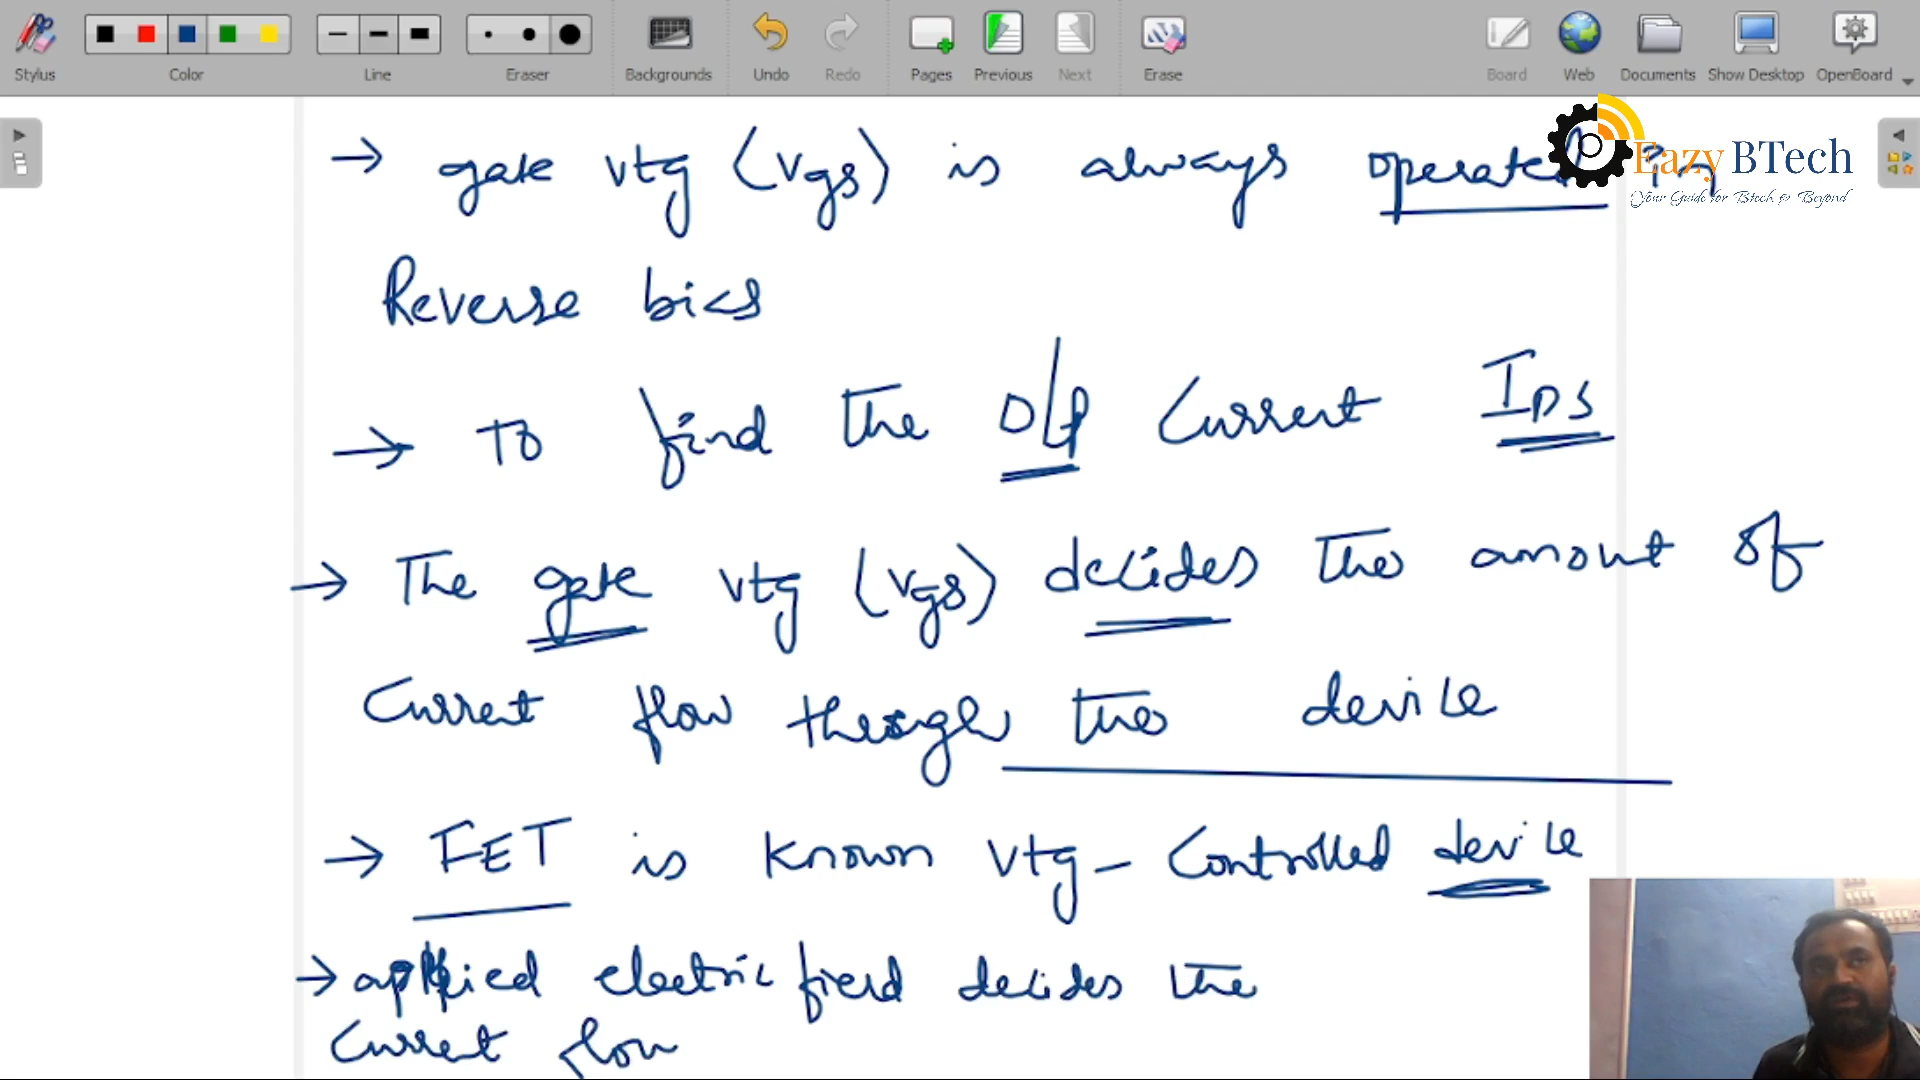 Stylus
Color
Line
Eraser
Backgrounds
Undo
Redo
Pages
Previous
Next
Erase
Board
Web
Documents
Show Desktop
OpenBoard
Eazy BTech
Your Guide for Btech & Beyond
→ gate vtg (Vgs) is always operated in
Reverse bias
→ To find the O/P Current IDS
→ The gate vtg (Vgs) decides the amount of
Current flow through the device
→ FET is known vtg-Controlled device
→ applied electric field decides the
Current flow